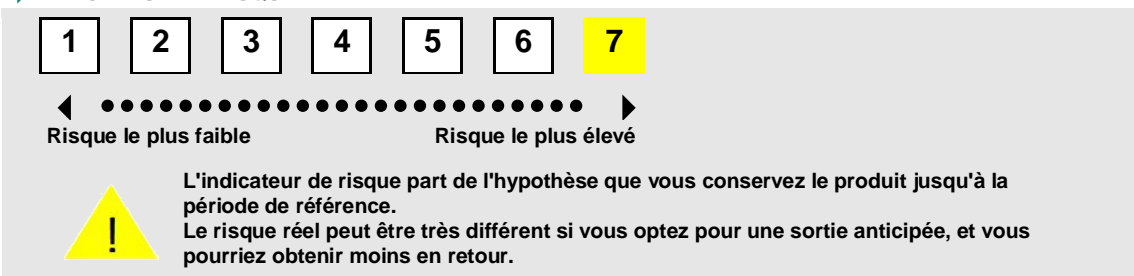 1 2 3 4 5 6 7
Risque le plus faible Risque le plus élevé
L'indicateur de risque part de l'hypothèse que vous conservez le produit jusqu'à la
période de référence.
!
Le risque réel peut être très différent si vous optez pour une sortie anticipée, et vous
pourriez obtenir moins en retour.